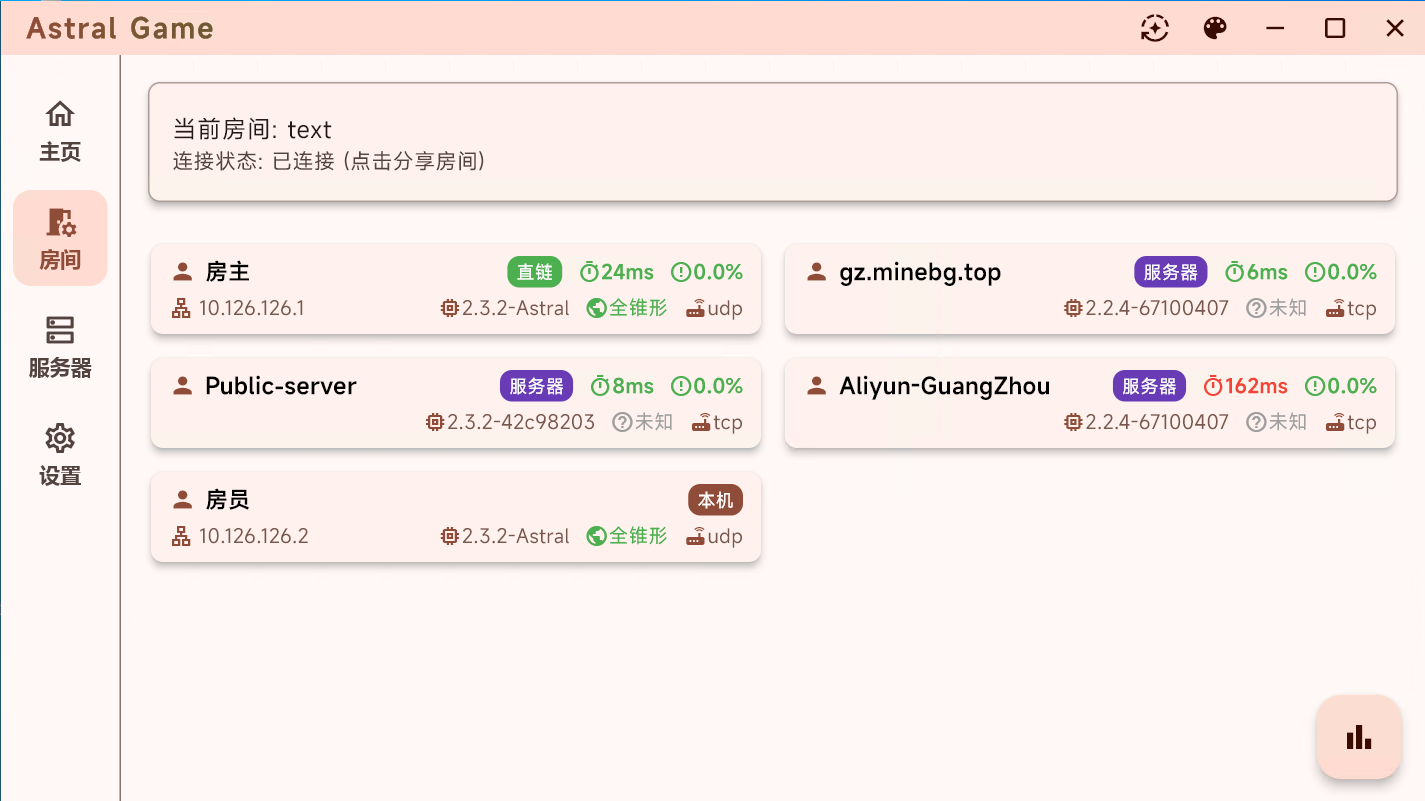 Astral Game
主页
房间
服务器
设置
当前房间: text
连接状态: 已连接 (点击分享房间)
房主 直链 24ms 0.0%
10.126.126.1 2.3.2-Astral 全锥形 udp
gz.minebg.top 服务器 6ms 0.0%
2.2.4-67100407 未知 tcp
Public-server 服务器 8ms 0.0%
2.3.2-42c98203 未知 tcp
Aliyun-GuangZhou 服务器 162ms 0.0%
2.2.4-67100407 未知 tcp
房员 本机
10.126.126.2 2.3.2-Astral 全锥形 udp